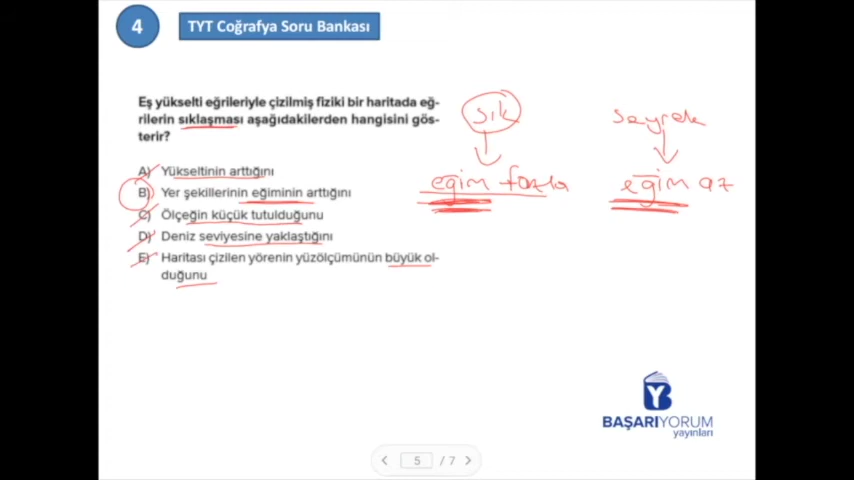 4
TYT Coğrafya Soru Bankası
Eş yükselti eğrileriyle çizilmiş fiziki bir haritada eğ-
rilerin sıklaşması aşağıdakilerden hangisini gös-
terir?
A) Yükseltinin arttığını
B) Yer şekillerinin eğiminin arttığını
C) Ölçeğin küçük tutulduğunu
D) Deniz seviyesine yaklaştığını
E) Haritası çizilen yörenin yüzölçümünün büyük ol-
duğunu
sık
eğim fazla
seyrek
eğim az
BAŞARIYORUM
yayınları
5 / 7